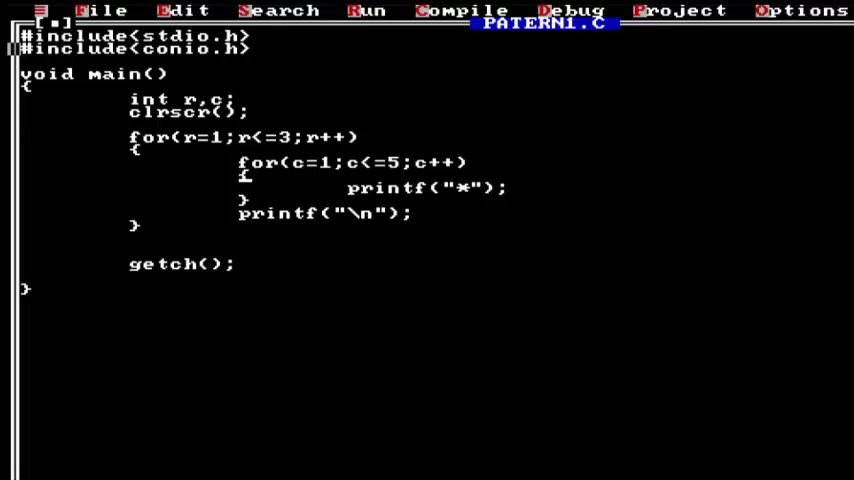 ≡ File Edit Search Run Compile Debug Project Options
[▪] PATERN1.C
#include<stdio.h>
#include<conio.h>
void main()
{
int r,c;
clrscr();
for(r=1;r<=3;r++)
{
for(c=1;c<=5;c++)
{
printf("*");
}
printf("\n");
}
getch();
}